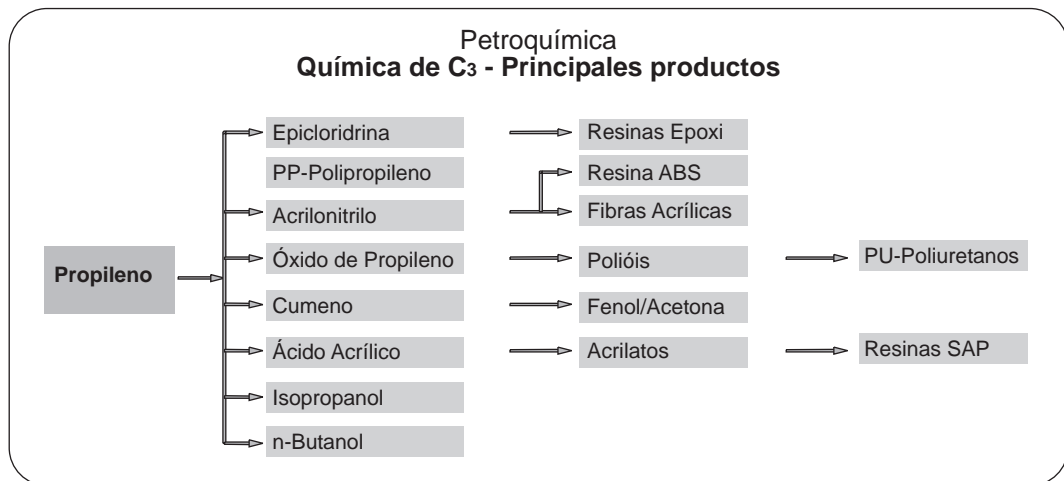 Petroquímica
Química de C3 - Principales productos
Epicloridrina
Resinas Epoxi
PP-Polipropileno
Resina ABS
Acrilonitrilo
Fibras Acrílicas
Propileno
Óxido de Propileno
Polióis
PU-Poliuretanos
Cumeno
Fenol/Acetona
Ácido Acrílico
Acrilatos
Resinas SAP
Isopropanol
n-Butanol